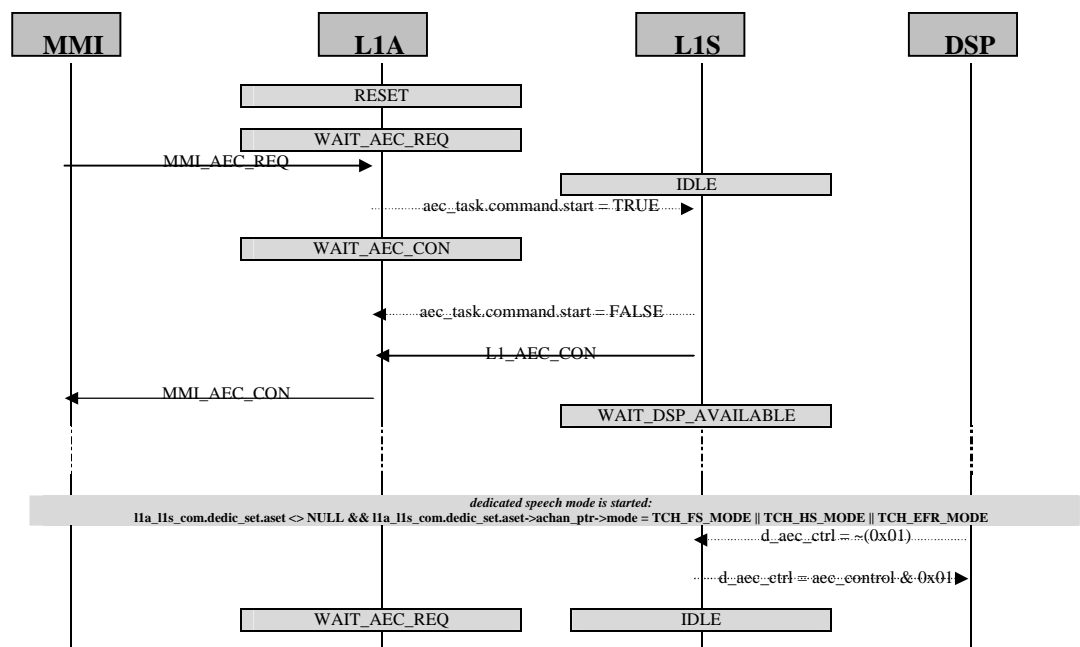 MMI L1A L1S DSP
RESET
WAIT_AEC_REQ
MMI_AEC_REQ
IDLE
aec_task.command.start = TRUE
WAIT_AEC_CON
aec_task.command.start = FALSE
L1_AEC_CON
MMI_AEC_CON
WAIT_DSP_AVAILABLE
dedicated speech mode is started:
l1a_l1s_com.dedic_set.aset <> NULL && l1a_l1s_com.dedic_set.aset->achan_ptr->mode = TCH_FS_MODE || TCH_HS_MODE || TCH_EFR_MODE
d_aec_ctrl = ~(0x01)
d_aec_ctrl = aec_control & 0x01
WAIT_AEC_REQ IDLE